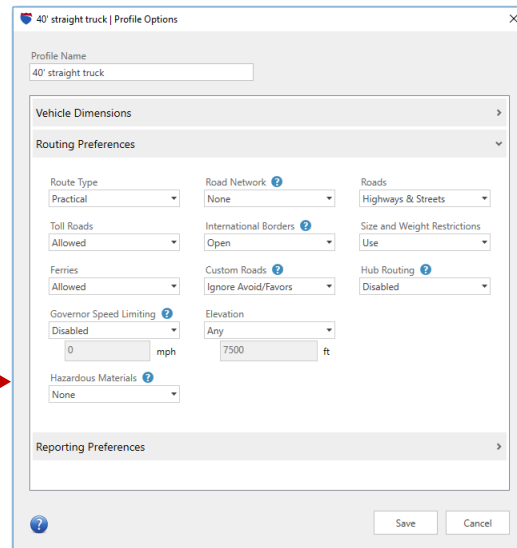 40' straight truck | Profile Options
Profile Name
40' straight truck
Vehicle Dimensions
Routing Preferences
Route Type Road Network ? Roads
Practical None Highways & Streets
Toll Roads International Borders ? Size and Weight Restrictions
Allowed Open Use
Ferries Custom Roads ? Hub Routing ?
Allowed Ignore Avoid/Favors Disabled
Governor Speed Limiting ? Elevation
Disabled Any
0 mph 7500 ft
Hazardous Materials ?
None
Reporting Preferences
? Save Cancel